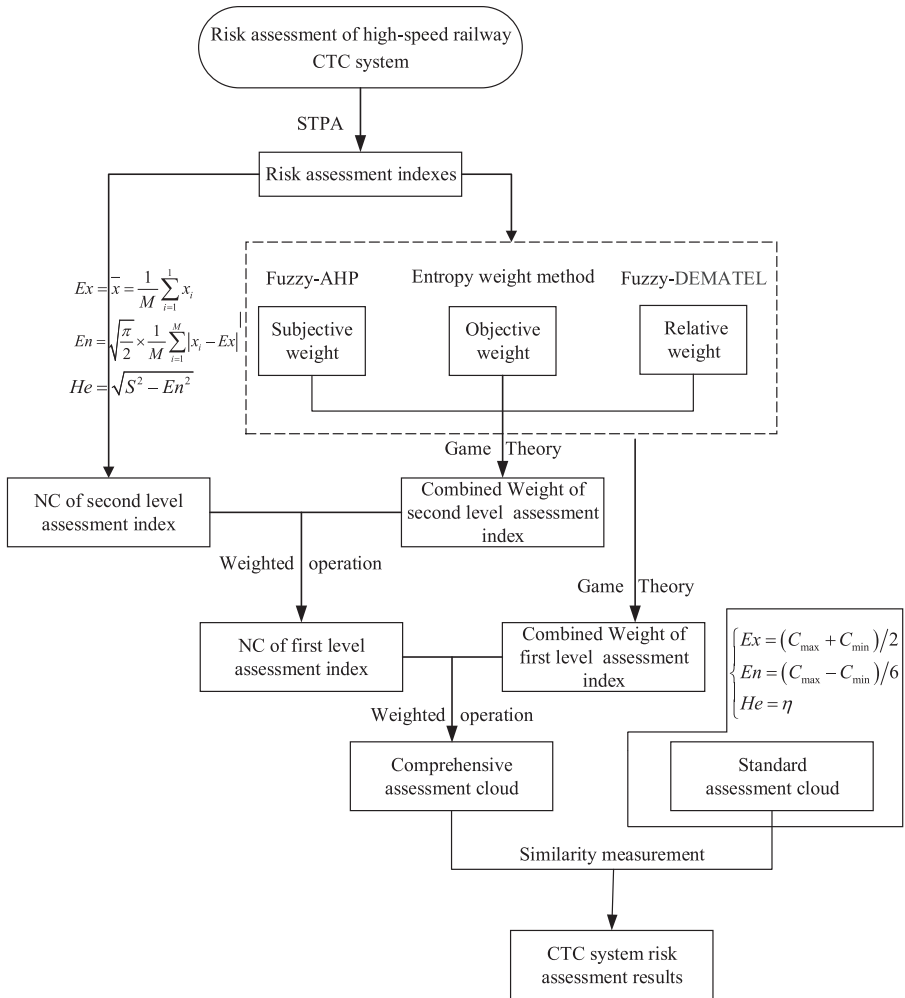 Risk assessment of high-speed railway
CTC system
STPA
Risk assessment indexes
Ex = x̄ = 1/M ∑_{i=1}^{1} x_i
En = √(π/2) × 1/M ∑_{i=1}^{M} |x_i − Ex|
He = √(S² − En²)
Fuzzy-AHP
Entropy weight method
Fuzzy-DEMATEL
Subjective
weight
Objective
weight
Relative
weight
Game Theory
NC of second level
assessment index
Combined Weight of
second level assessment
index
Weighted operation
Game Theory
NC of first level
assessment index
Combined Weight of
first level assessment
index
Ex = (C_max + C_min)/2
En = (C_max − C_min)/6
He = η
Weighted operation
Comprehensive
assessment cloud
Standard
assessment cloud
Similarity measurement
CTC system risk
assessment results